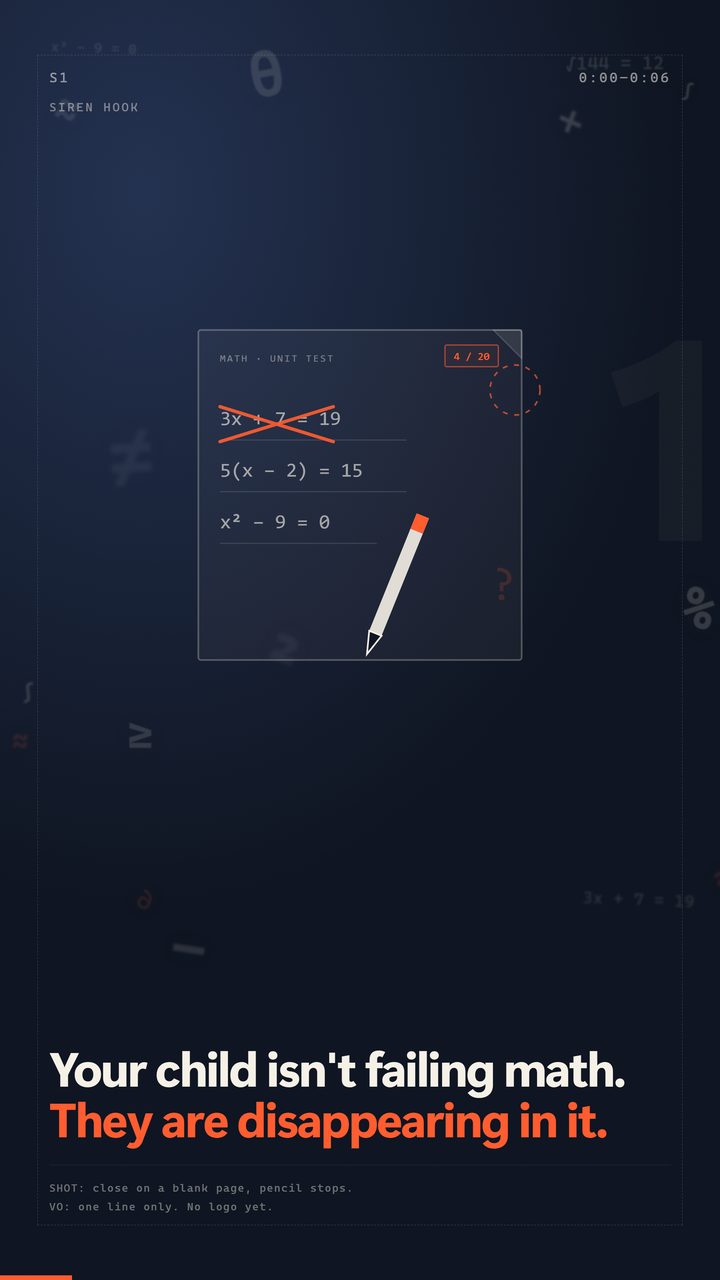 x² − 9 = 0
θ
√144 = 12
∫
S1
0:00–0:06
≈
SIREN HOOK
+
1
MATH · UNIT TEST
4 / 20
3x + 7 = 19
≠
5(x − 2) = 15
x² − 9 = 0
?
%
∫
≥
≈
∂
3x + 7 = 19
−
Your child isn't failing math.
They are disappearing in it.
SHOT: close on a blank page, pencil stops.
VO: one line only. No logo yet.